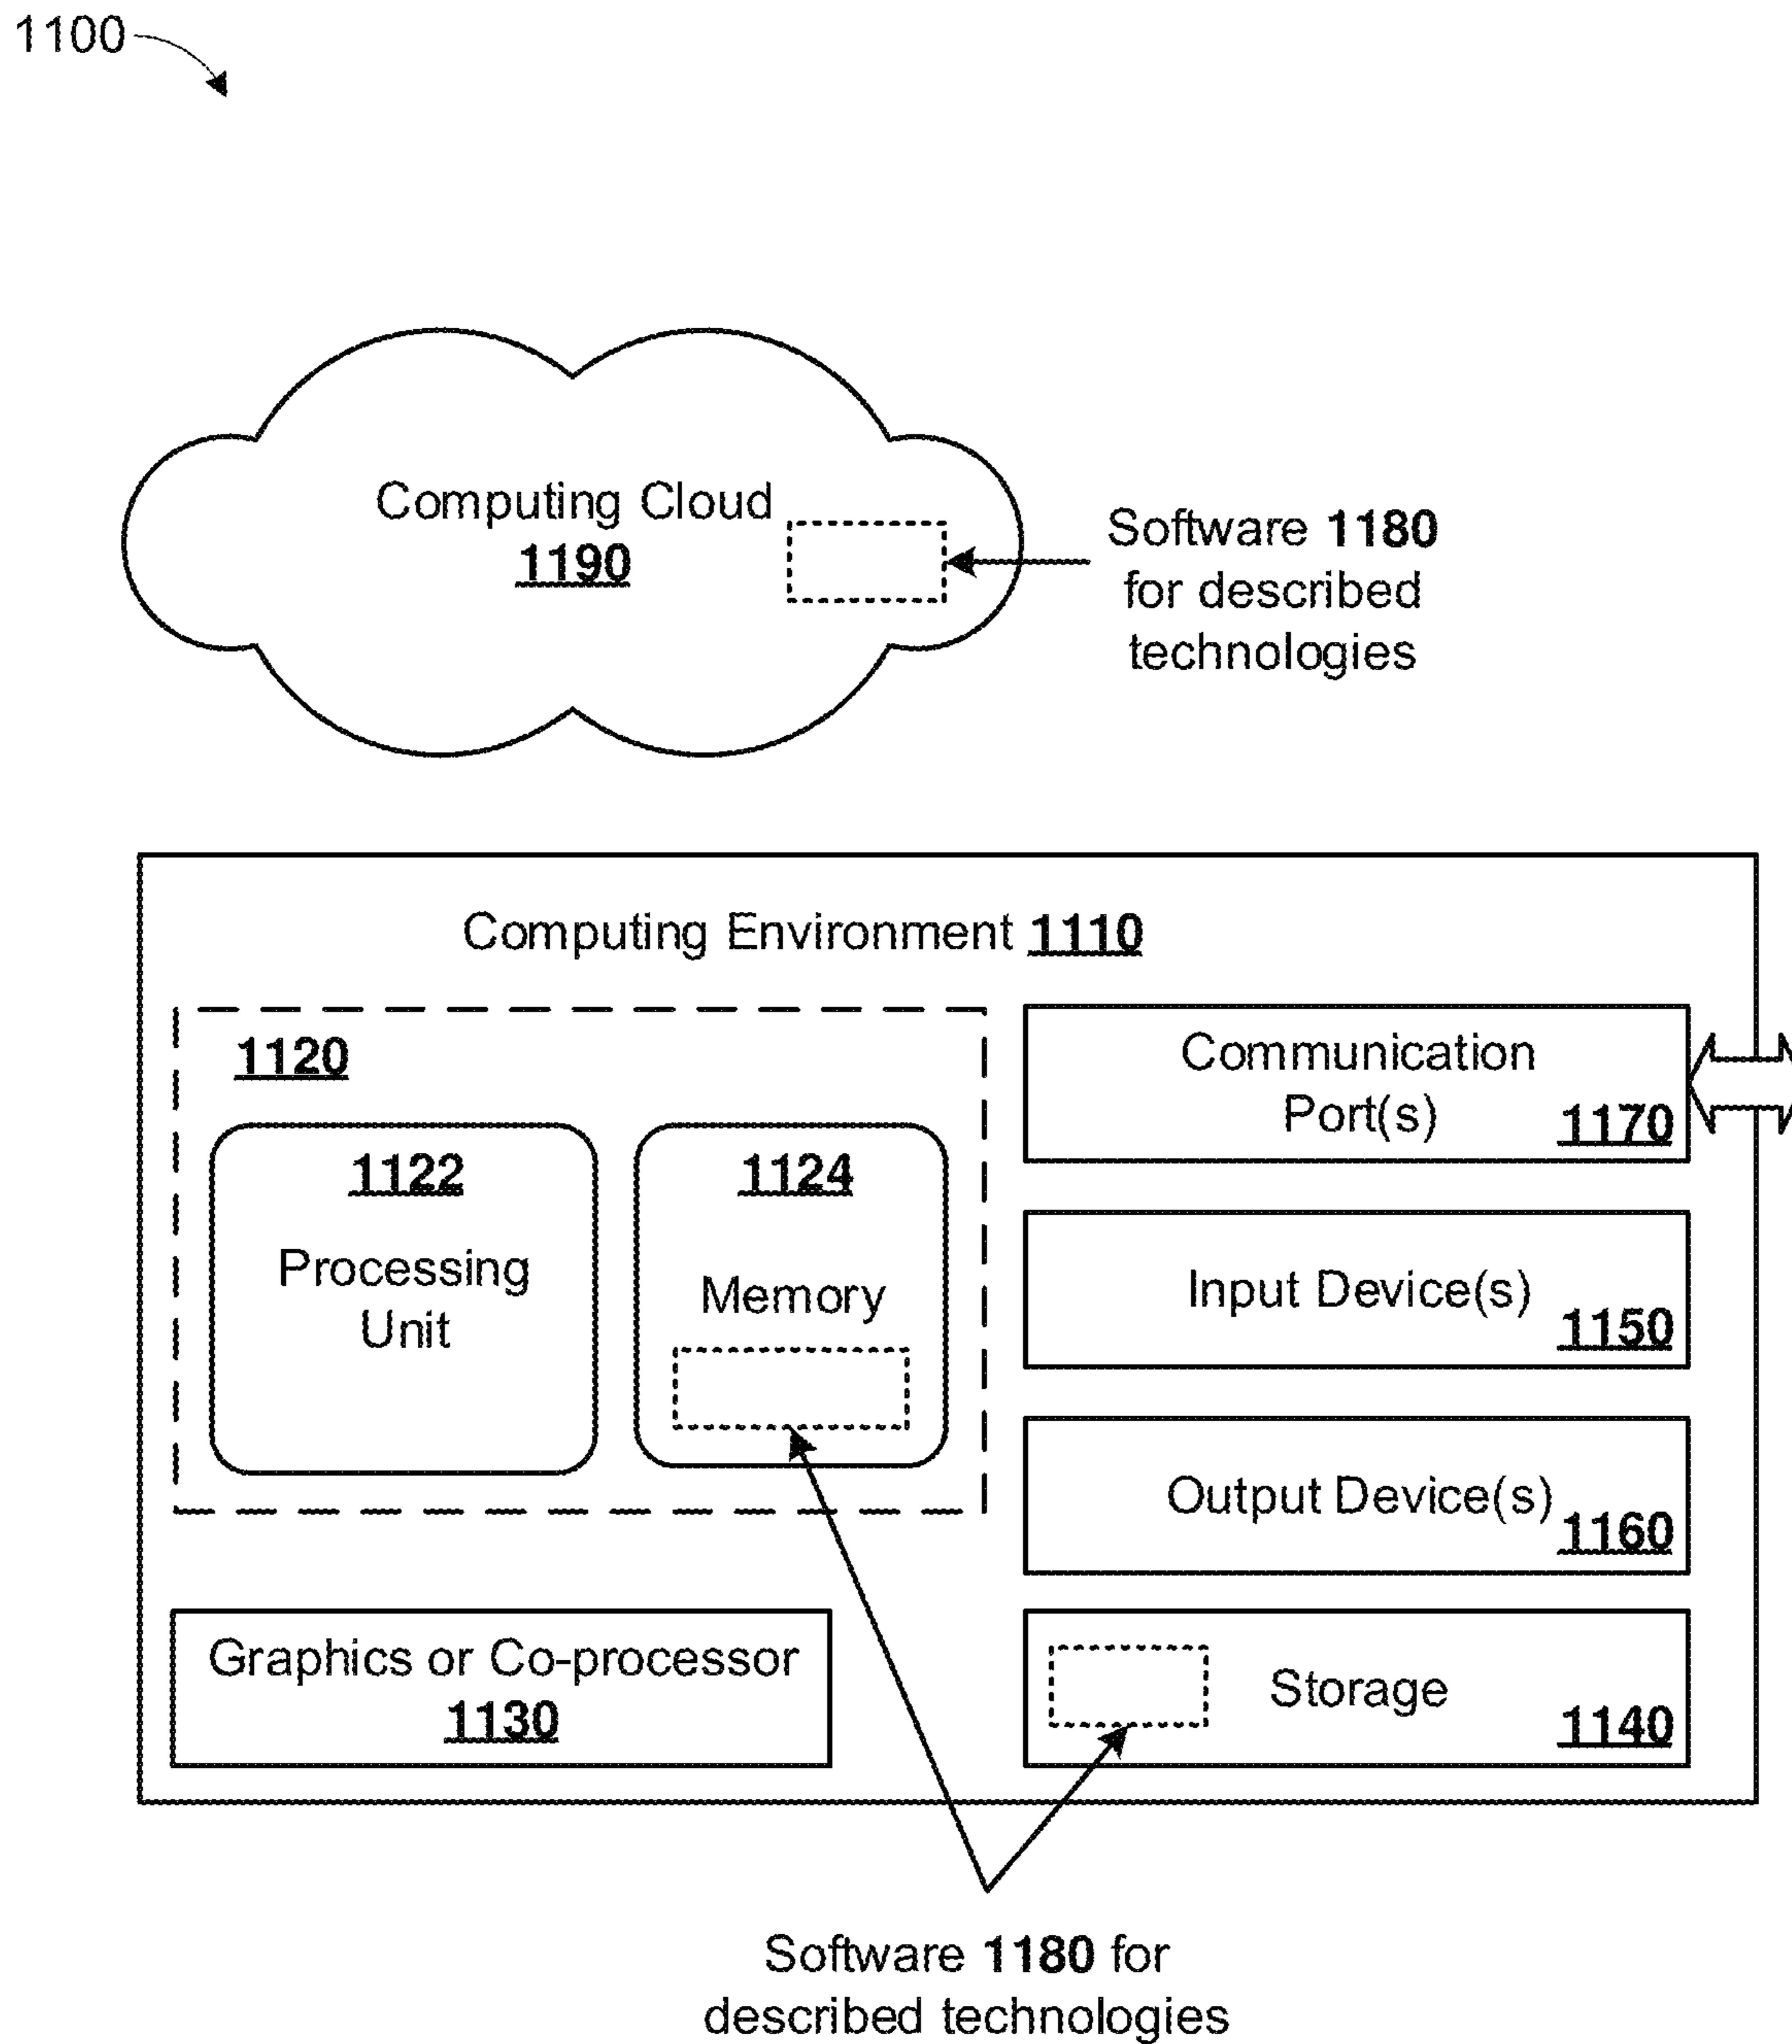 1100
Computing Cloud
1190
Software 1180
for described
technologies
Computing Environment 1110
1120
1122
Processing
Unit
1124
Memory
Communication
Port(s)
1170
Input Device(s)
1150
Output Device(s)
1160
Graphics or Co-processor
1130
Storage
1140
Software 1180 for
described technologies